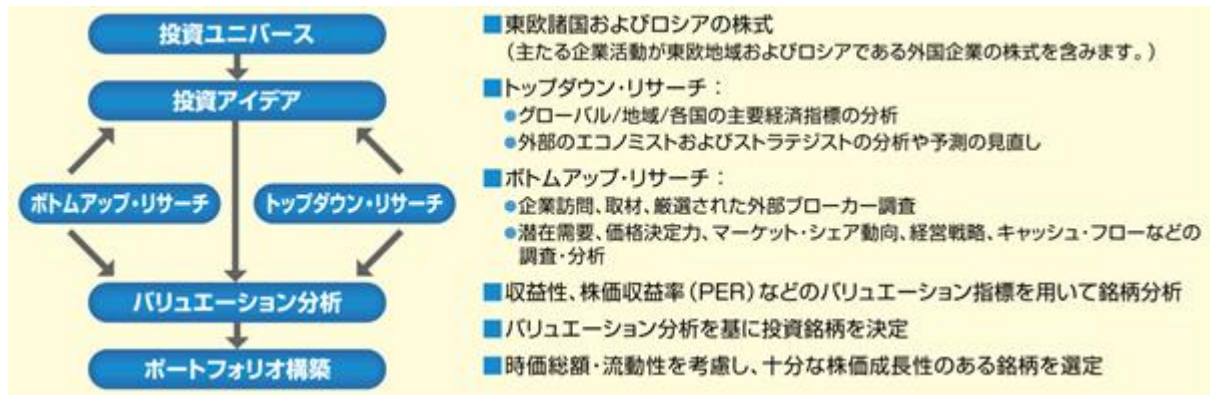 投資ユニバース
投資アイデア
ボトムアップ・リサーチ
トップダウン・リサーチ
バリュエーション分析
ポートフォリオ構築
■東欧諸国およびロシアの株式
（主たる企業活動が東欧地域およびロシアである外国企業の株式を含みます。）
■トップダウン・リサーチ：
●グローバル/地域/各国の主要経済指標の分析
●外部のエコノミストおよびストラテジストの分析や予測の見直し
■ボトムアップ・リサーチ：
●企業訪問、取材、厳選された外部ブローカー調査
●潜在需要、価格決定力、マーケット・シェア動向、経営戦略、キャッシュ・フローなどの
調査・分析
■収益性、株価収益率（PER）などのバリュエーション指標を用いて銘柄分析
■バリュエーション分析を基に投資銘柄を決定
■時価総額・流動性を考慮し、十分な株価成長性のある銘柄を選定